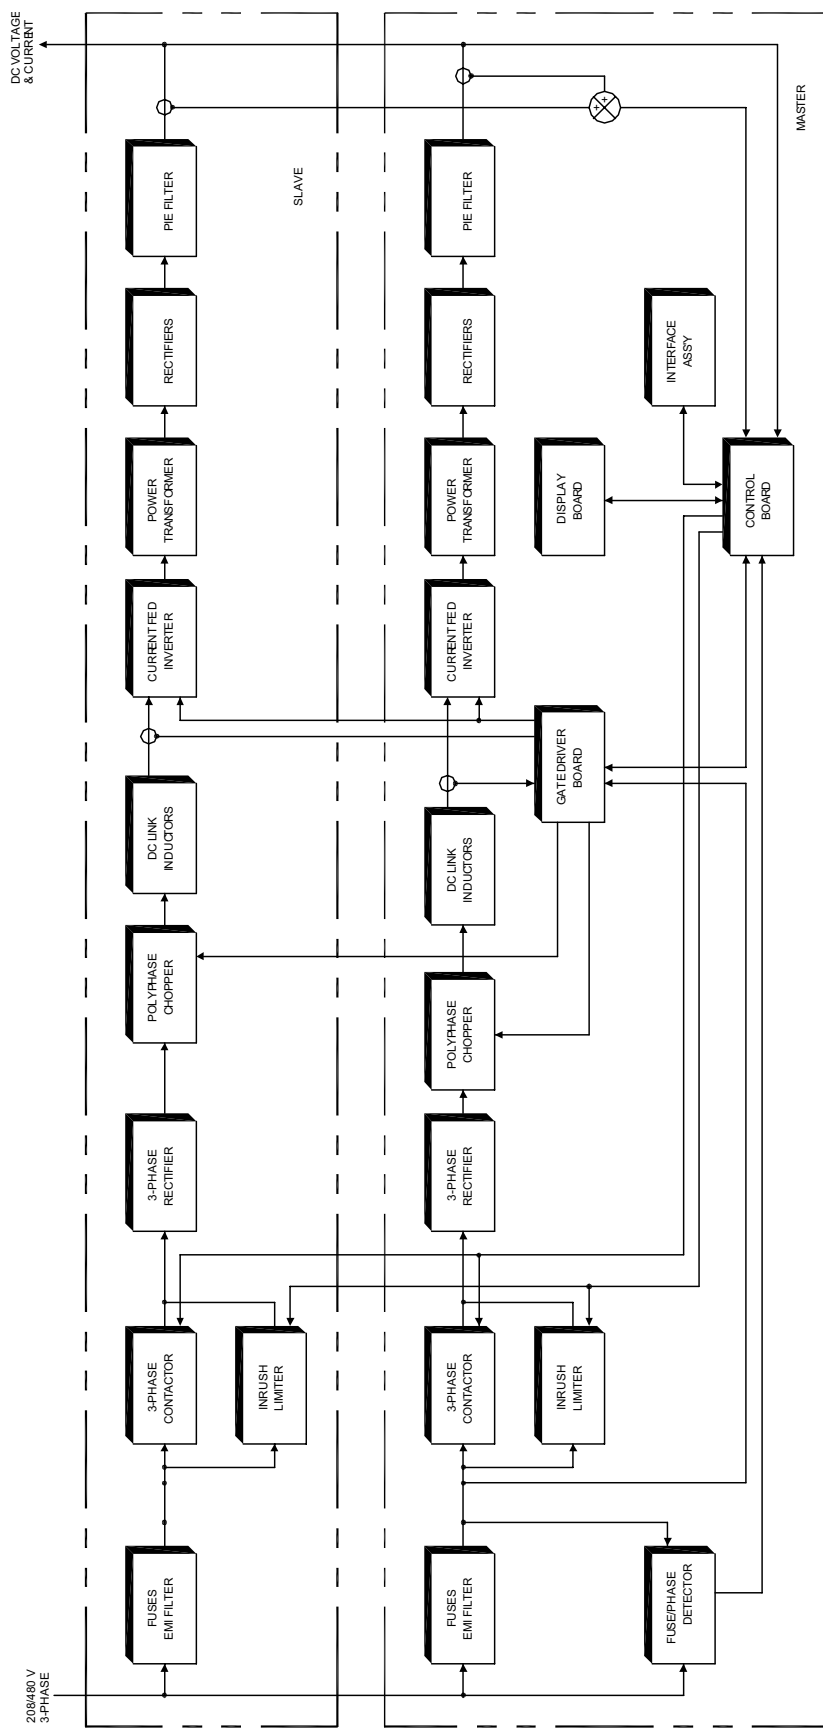 208/480 V
3-PHASE
FUSES
EMI FILTER
3-PHASE
CONTACTOR
INRUSH
LIMITER
3-PHASE
RECTIFIER
POLYPHASE
CHOPPER
DC LINK
INDUCTORS
CURRENT FED
INVERTER
POWER
TRANSFORMER
RECTIFIERS
PIE FILTER
DC VOLTAGE
& CURRENT
SLAVE
FUSES
EMI FILTER
3-PHASE
CONTACTOR
INRUSH
LIMITER
3-PHASE
RECTIFIER
POLYPHASE
CHOPPER
DC LINK
INDUCTORS
CURRENT FED
INVERTER
POWER
TRANSFORMER
RECTIFIERS
PIE FILTER
+
+
FUSE/PHASE
DETECTOR
GATE DRIVER
BOARD
DISPLAY
BOARD
INTERFACE
ASS'Y
CONTROL
BOARD
MASTER